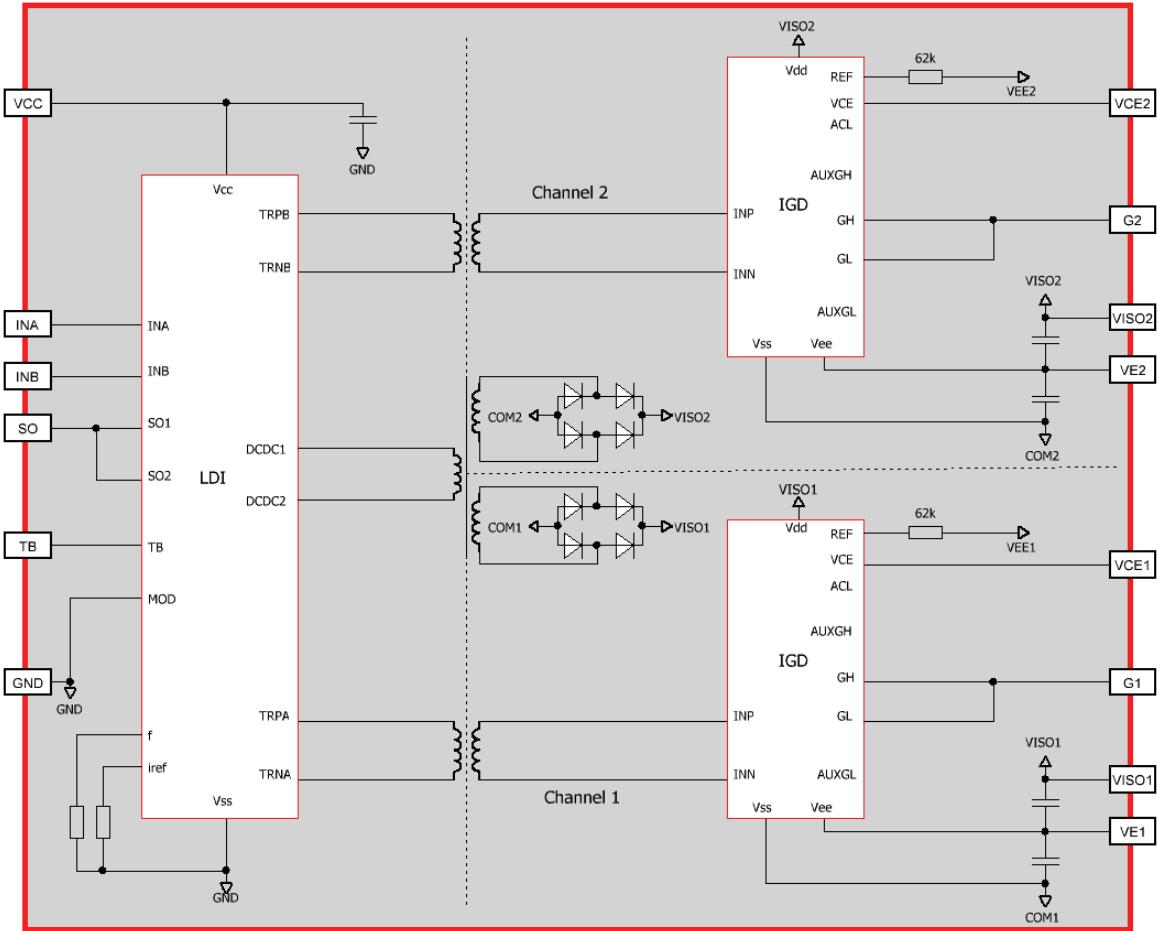 VISO2
Vdd
REF
62k
VEE2
VCC
VCE
VCE2
ACL
GND
Vcc
AUXGH
Channel 2
IGD
TRPB
INP
GH
G2
TRNB
INN
GL
VISO2
AUXGL
VISO2
INA
INA
Vss
Vee
INB
INB
VE2
SO
SO1
COM2
VISO2
DCDC1
COM2
SO2
LDI
DCDC2
VISO1
Vdd
REF
62k
VEE1
COM1
VISO1
TB
TB
VCE
VCE1
ACL
MOD
AUXGH
IGD
GND
GND
GH
G1
TRPA
INP
GL
f
VISO1
iref
TRNA
INN
AUXGL
VISO1
Channel 1
Vss
Vss
Vee
VE1
GND
COM1